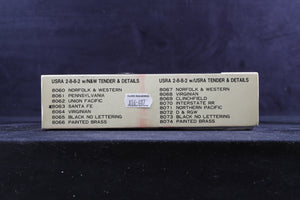 USRA 2-8-8-2 w/N&W TENDER & DETAILS
8060 NORFOLK & WESTERN
8061 PENNSYLVANIA
8062 UNION PACIFIC
8063 SANTA FE
8064 VIRGINIAN
8065 BLACK NO LETTERING
8066 PAINTED BRASS
USRA 2-8-8-2 w/USRA TENDER & DETAILS
8067 NORFOLK & WESTERN
8068 VIRGINIAN
8069 CLINCHFIELD
8070 INTERSTATE RR
8071 NORTHERN PACIFIC
8072 D & RGW
8073 BLACK NO LETTERING
8074 PAINTED BRASS